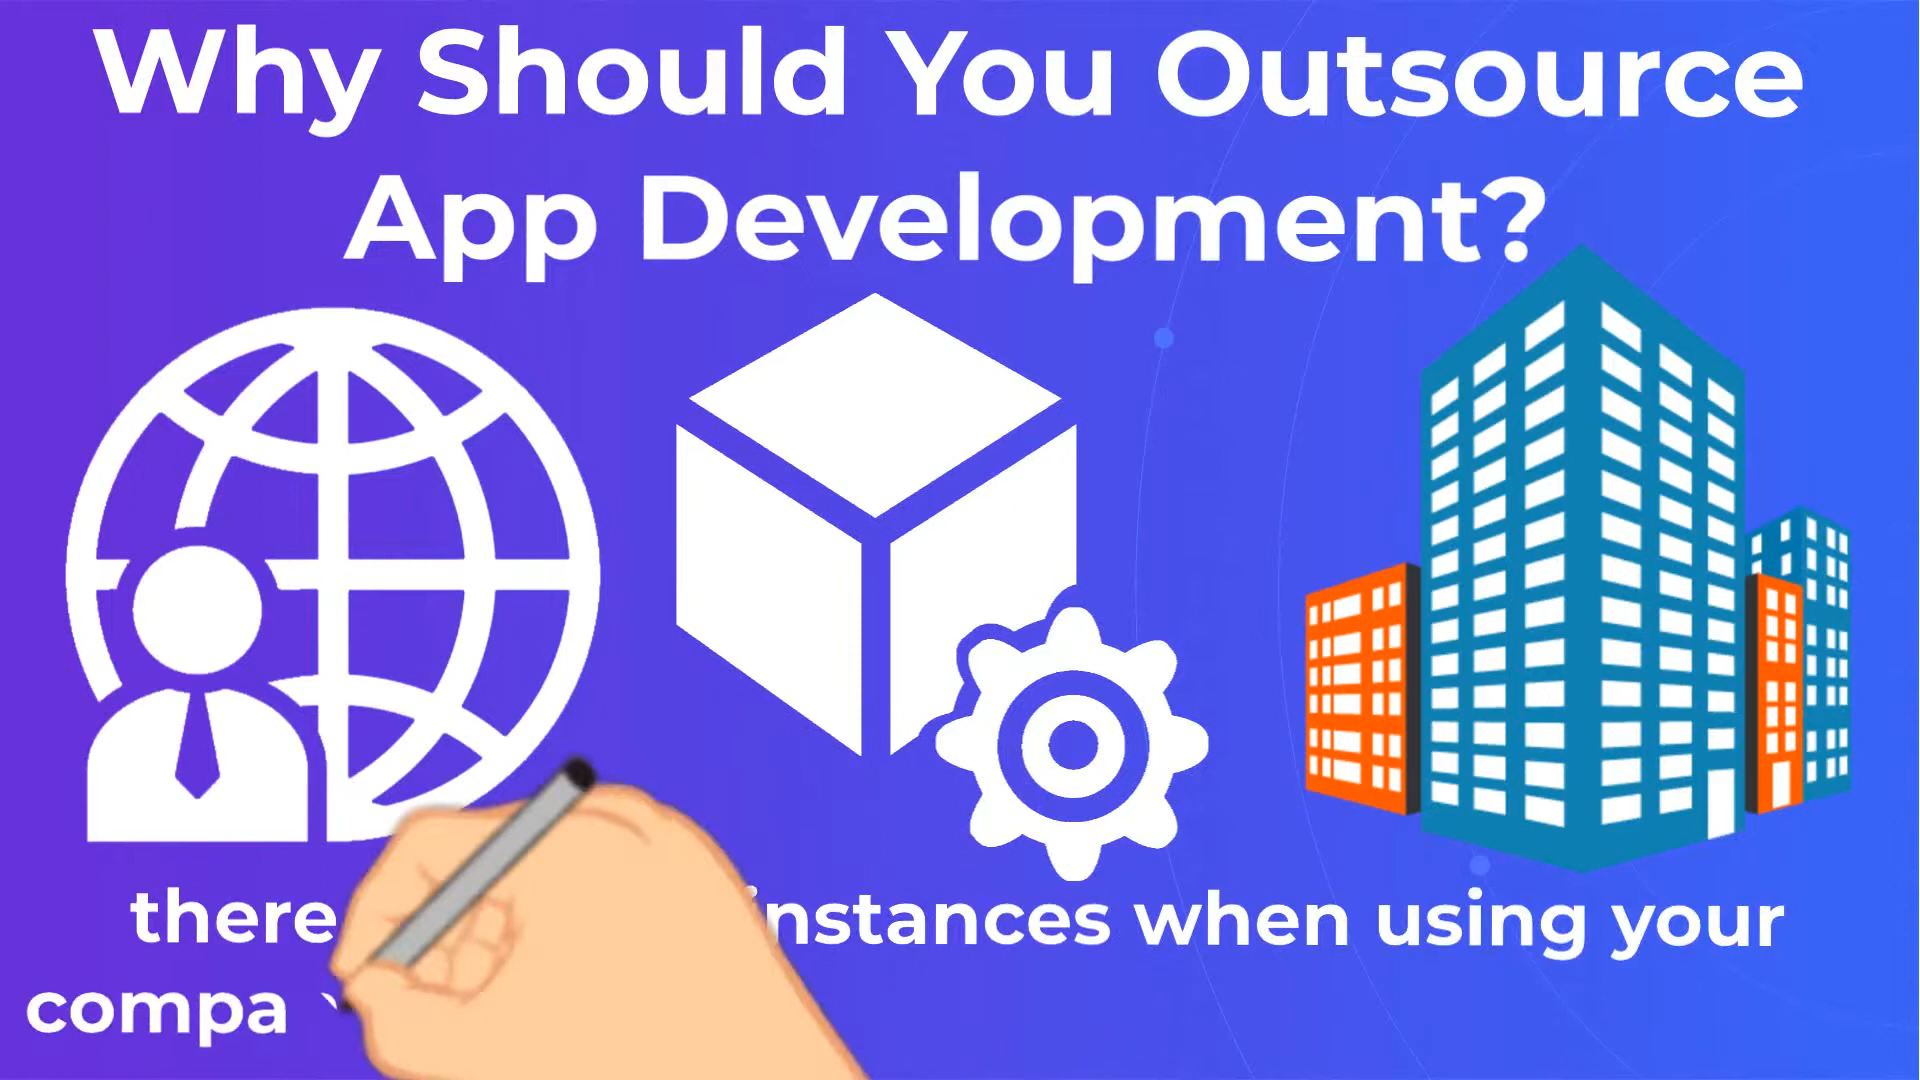 Why Should You Outsource
App Development?
there instances when using your
compa